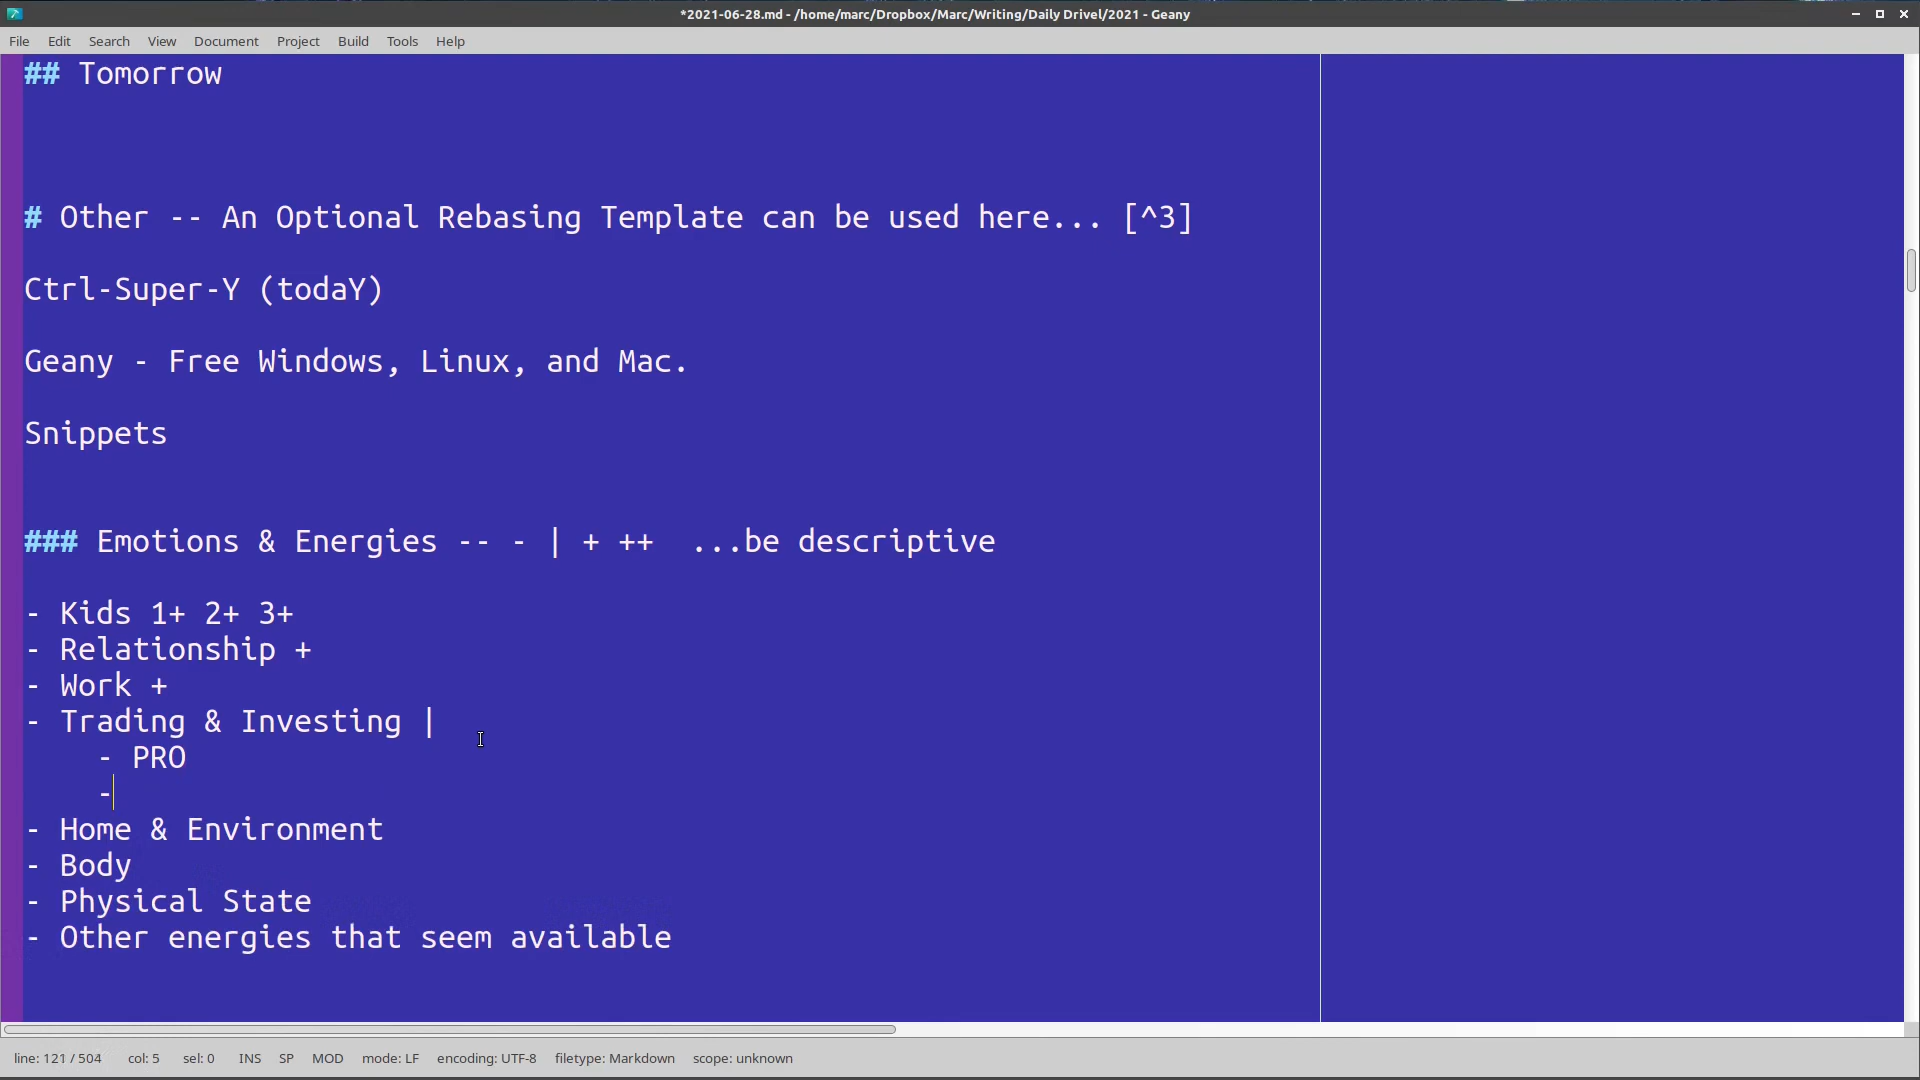 *2021-06-28.md - /home/marc/Dropbox/Marc/Writing/Daily Drivel/2021 - Geany
File Edit Search View Document Project Build Tools Help
## Tomorrow
# Other -- An Optional Rebasing Template can be used here... [^3]
Ctrl-Super-Y (todaY)
Geany - Free Windows, Linux, and Mac.
Snippets
### Emotions & Energies -- - | + ++  ...be descriptive
- Kids 1+ 2+ 3+
- Relationship +
- Work +
- Trading & Investing |
    - PRO
    -
- Home & Environment
- Body
- Physical State
- Other energies that seem available
line: 121 / 504 col: 5 sel: 0 INS SP MOD mode: LF encoding: UTF-8 filetype: Markdown scope: unknown